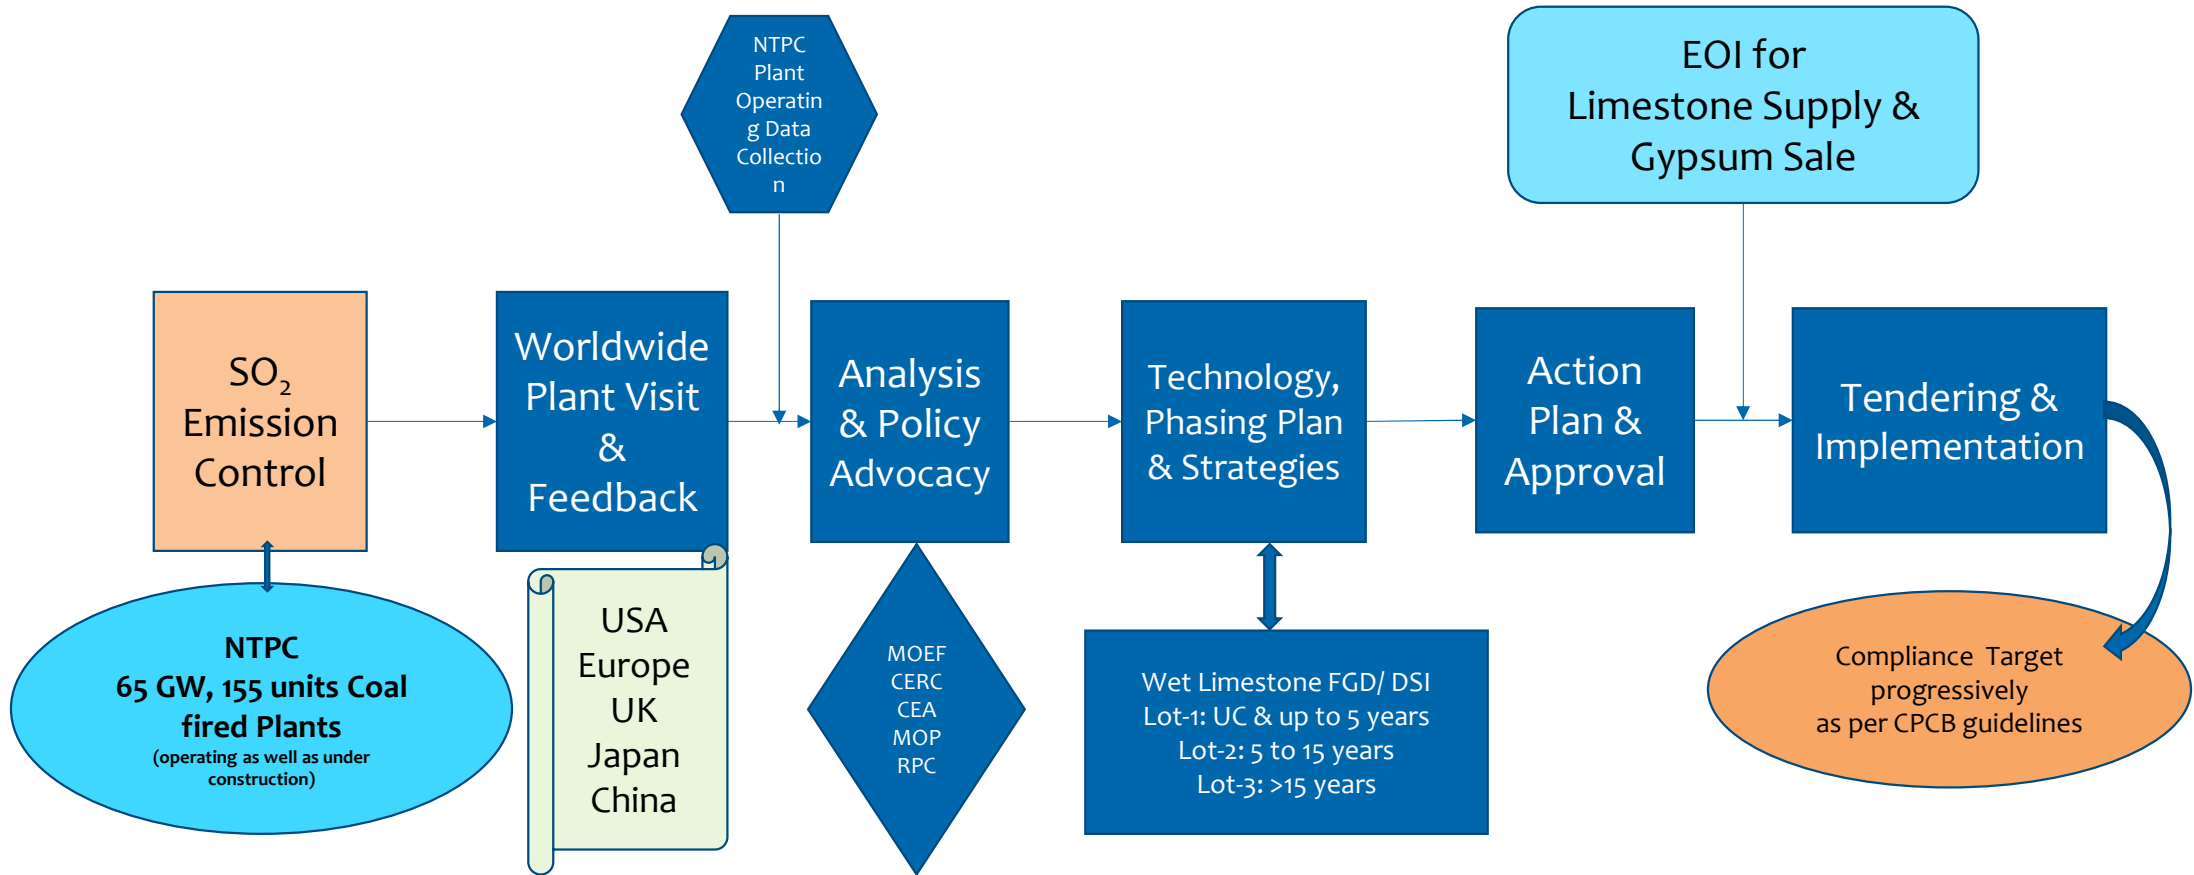 NTPC
Plant
Operatin
g Data
Collectio
n
EOI for
Limestone Supply &
Gypsum Sale
SO₂
Emission
Control
Worldwide
Plant Visit
&
Feedback
Analysis
& Policy
Advocacy
Technology,
Phasing Plan
& Strategies
Action
Plan &
Approval
Tendering &
Implementation
NTPC
65 GW, 155 units Coal
fired Plants
(operating as well as under
construction)
USA
Europe
UK
Japan
China
MOEF
CERC
CEA
MOP
RPC
Wet Limestone FGD/ DSI
Lot-1: UC & up to 5 years
Lot-2: 5 to 15 years
Lot-3: >15 years
Compliance Target
progressively
as per CPCB guidelines